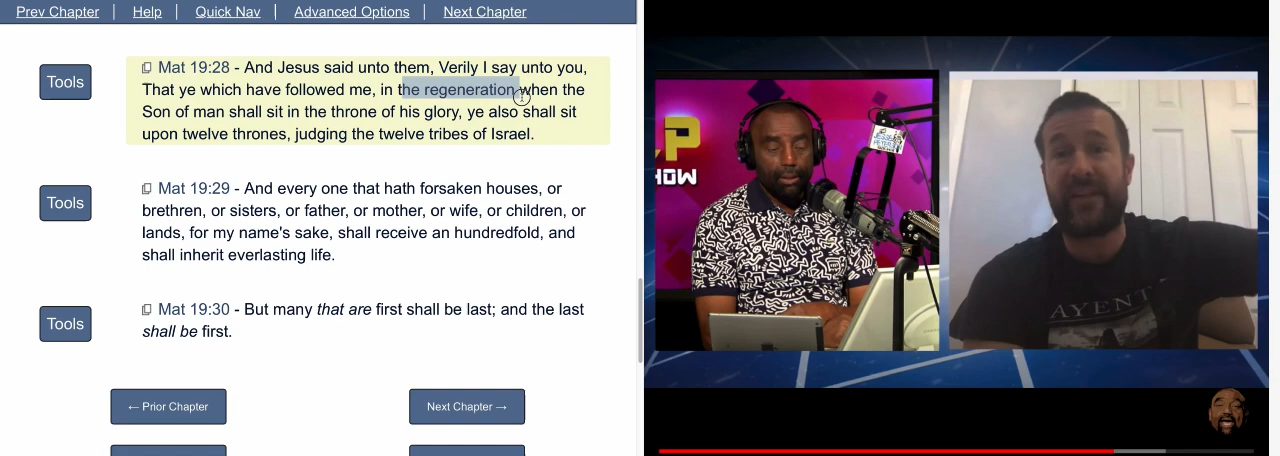 Prev Chapter | Help | Quick Nav | Advanced Options | Next Chapter
Tools
Mat 19:28 - And Jesus said unto them, Verily I say unto you,
That ye which have followed me, in the regeneration when the
Son of man shall sit in the throne of his glory, ye also shall sit
upon twelve thrones, judging the twelve tribes of Israel.
Tools
Mat 19:29 - And every one that hath forsaken houses, or
brethren, or sisters, or father, or mother, or wife, or children, or
lands, for my name's sake, shall receive an hundredfold, and
shall inherit everlasting life.
Tools
Mat 19:30 - But many that are first shall be last; and the last
shall be first.
← Prior Chapter
Next Chapter →
LP
HOW
JESSE
PETER
AYENT